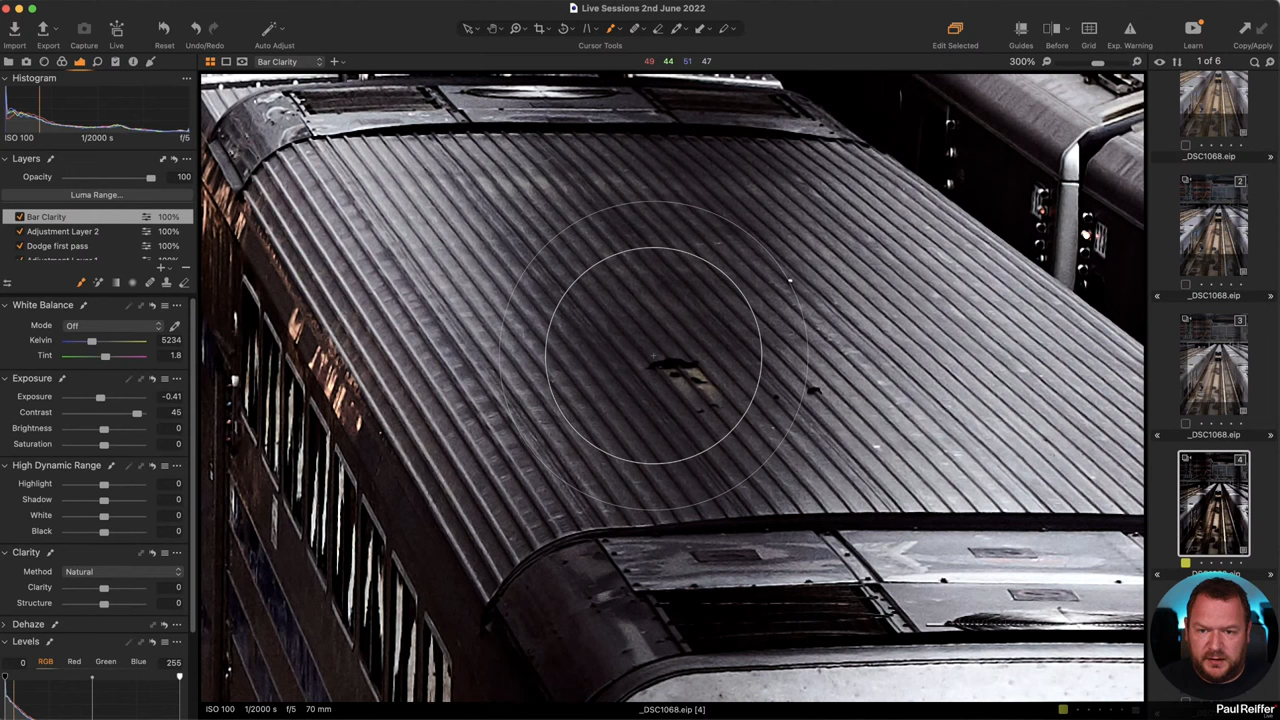 Live Sessions 2nd June 2022
Import
Export
Capture
Live
Reset
Undo/Redo
Auto Adjust
Cursor Tools
Edit Selected
Guides
Before
Grid
Exp. Warning
Learn
Copy/Apply
Bar Clarity
49 44 51 47
300%
1 of 6
Histogram
ISO 100 1/2000 s f/5
Layers
Opacity 100
Luma Range...
Bar Clarity 100%
Adjustment Layer 2 100%
Dodge first pass 100%
Adjustment Layer 1 100%
White Balance
Mode Off
Kelvin 5234
Tint 1.8
Exposure
Exposure -0.41
Contrast 45
Brightness 0
Saturation 0
High Dynamic Range
Highlight 0
Shadow 0
White 0
Black 0
Clarity
Method Natural
Clarity 0
Structure 0
Dehaze
Levels
0 RGB Red Green Blue 255
_DSC1068.eip
2
_DSC1068.eip
3
_DSC1068.eip
4
ISO 100 1/2000 s f/5 70 mm
_DSC1068.eip [4]
Paul Reiffer
Live